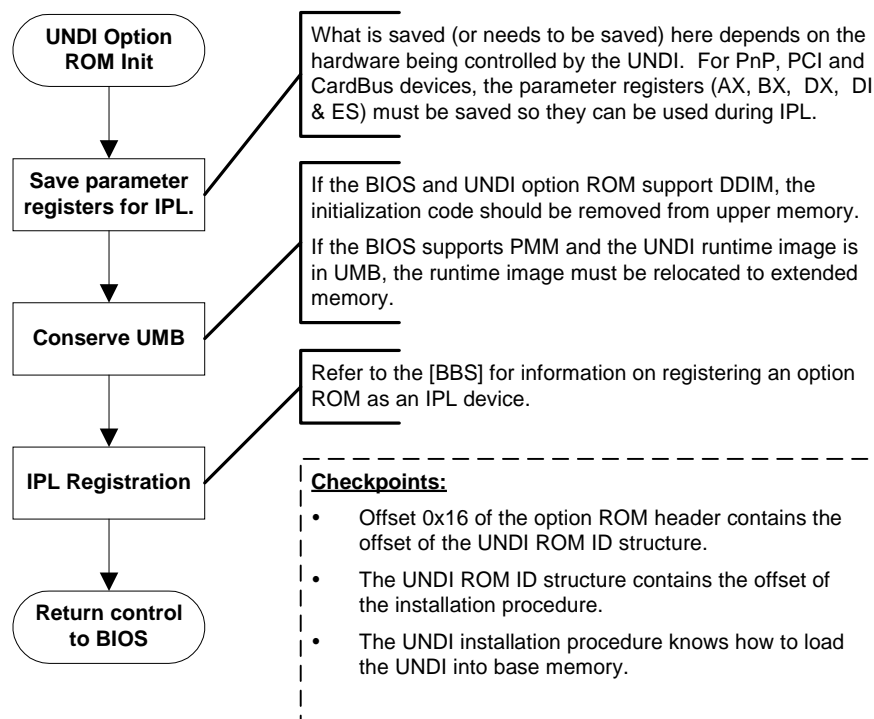 UNDI Option
ROM Init
What is saved (or needs to be saved) here depends on the
hardware being controlled by the UNDI. For PnP, PCI and
CardBus devices, the parameter registers (AX, BX, DX, DI
& ES) must be saved so they can be used during IPL.
Save parameter
registers for IPL.
If the BIOS and UNDI option ROM support DDIM, the
initialization code should be removed from upper memory.
If the BIOS supports PMM and the UNDI runtime image is
in UMB, the runtime image must be relocated to extended
memory.
Conserve UMB
Refer to the [BBS] for information on registering an option
ROM as an IPL device.
IPL Registration
Checkpoints:
• Offset 0x16 of the option ROM header contains the
offset of the UNDI ROM ID structure.
• The UNDI ROM ID structure contains the offset of
the installation procedure.
• The UNDI installation procedure knows how to load
the UNDI into base memory.
Return control
to BIOS